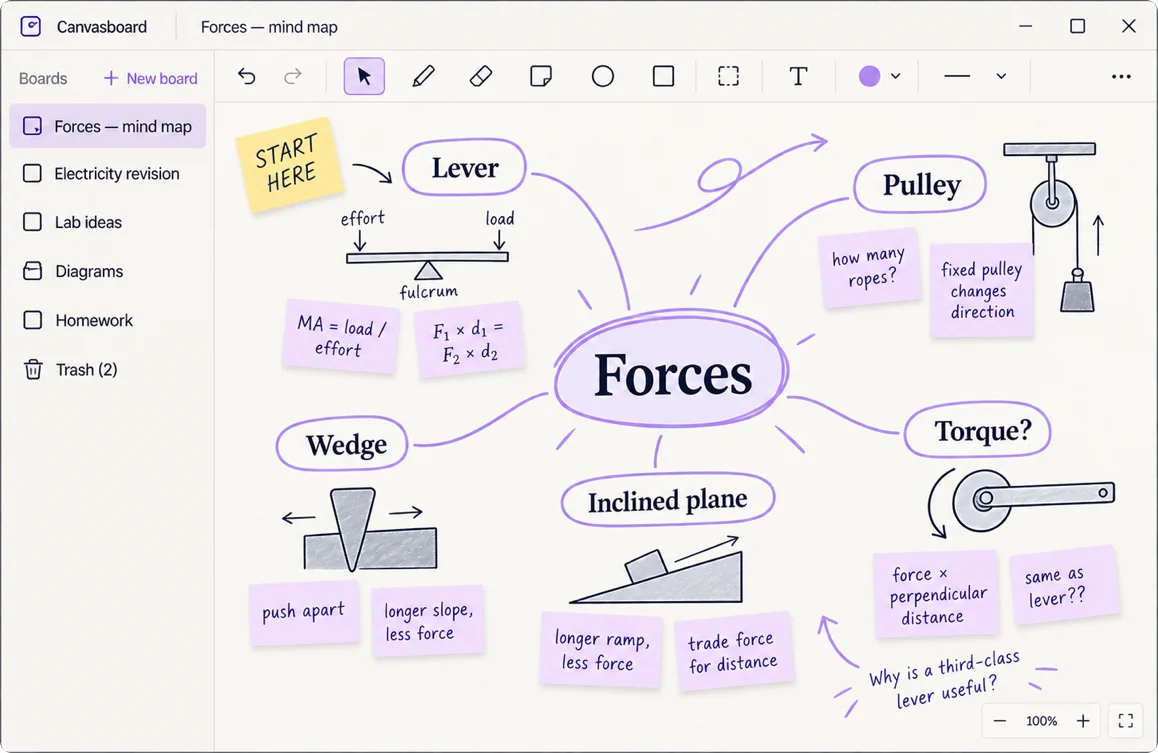 Canvasboard
Forces — mind map
Boards
+ New board
Forces — mind map
Electricity revision
Lab ideas
Diagrams
Homework
Trash (2)
T
START
HERE
Lever
effort
load
fulcrum
MA = load /
effort
F₁ × d₁ =
F₂ × d₂
Pulley
how many
ropes?
fixed pulley
changes
direction
Forces
Wedge
push apart
longer slope,
less force
Inclined plane
longer ramp,
less force
trade force
for distance
Torque?
force ×
perpendicular
distance
same as
lever??
Why is a third-class
lever useful?
100%